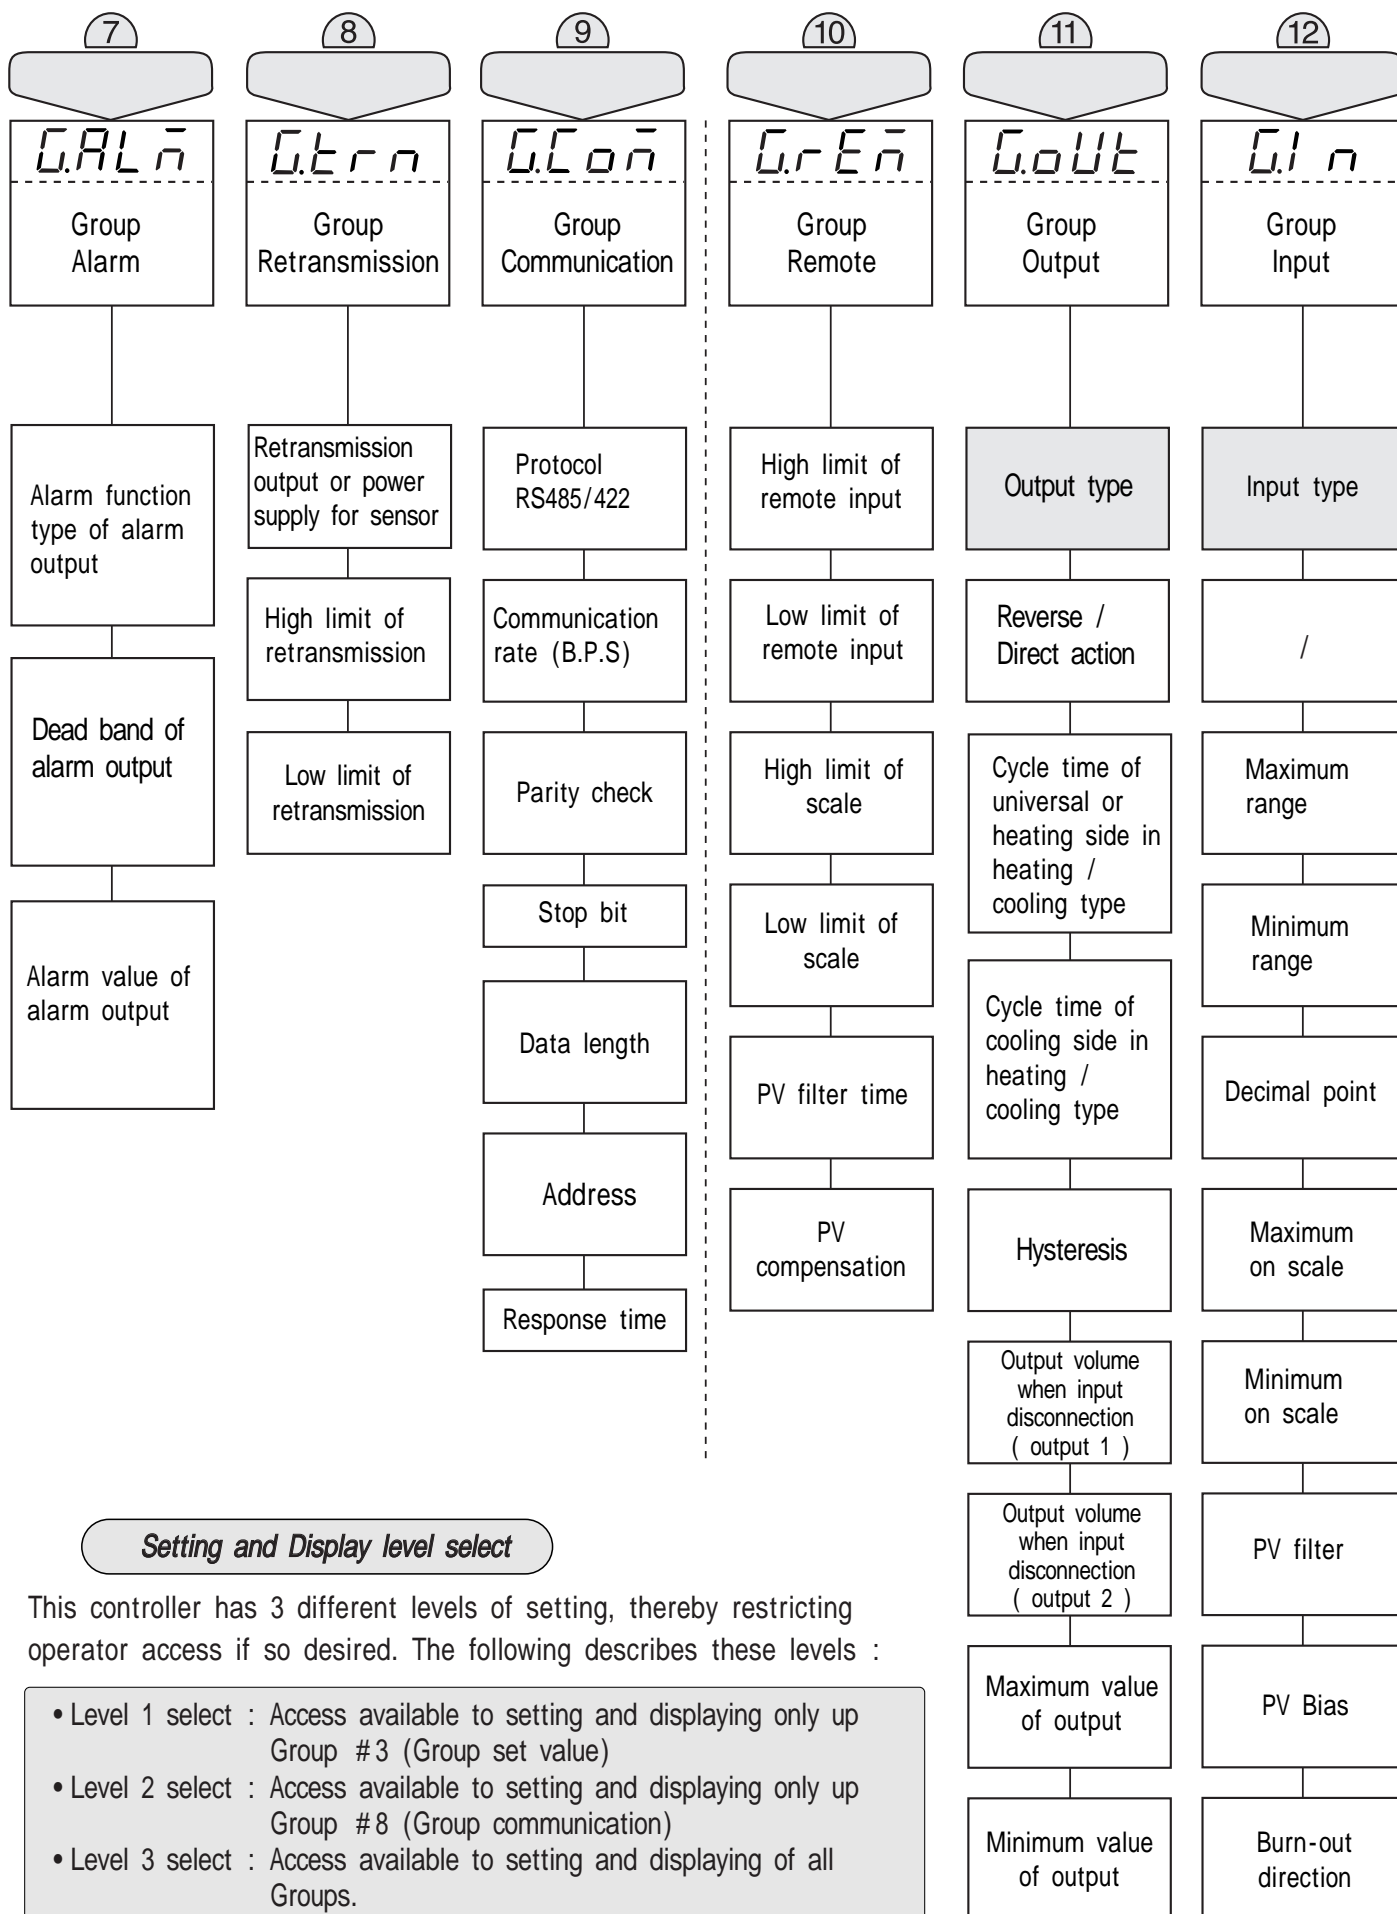 7
G.ALM
Group
Alarm
Alarm function
type of alarm
output
Dead band of
alarm output
Alarm value of
alarm output
8
G.trn
Group
Retransmission
Retransmission
output or power
supply for sensor
High limit of
retransmission
Low limit of
retransmission
9
G.CoM
Group
Communication
Protocol
RS485/422
Communication
rate (B.P.S)
Parity check
Stop bit
Data length
Address
Response time
10
G.rEM
Group
Remote
High limit of
remote input
Low limit of
remote input
High limit of
scale
Low limit of
scale
PV filter time
PV
compensation
11
G.oUt
Group
Output
Output type
Reverse /
Direct action
Cycle time of
universal or
heating side in
heating /
cooling type
Cycle time of
cooling side in
heating /
cooling type
Hysteresis
Output volume
when input
disconnection
( output 1 )
Output volume
when input
disconnection
( output 2 )
Maximum value
of output
Minimum value
of output
12
G.In
Group
Input
Input type
/
Maximum
range
Minimum
range
Decimal point
Maximum
on scale
Minimum
on scale
PV filter
PV Bias
Burn-out
direction
Setting and Display level select
This controller has 3 different levels of setting, thereby restricting
operator access if so desired. The following describes these levels :
• Level 1 select : Access available to setting and displaying only up
Group #3 (Group set value)
• Level 2 select : Access available to setting and displaying only up
Group #8 (Group communication)
• Level 3 select : Access available to setting and displaying of all
Groups.